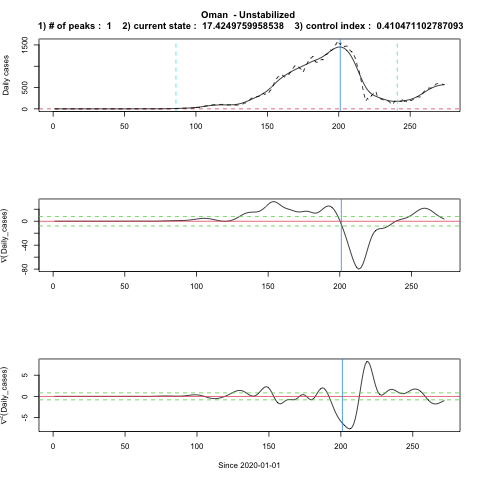 Oman - Unstabilized
1) # of peaks : 1 2) current state : 17.4249759958538 3) control index : 0.410471102787093
Daily cases
1500
500
0
0 50 100 150 200 250
∇(Daily_cases)
0
-40
-80
0 50 100 150 200 250
∇²(Daily_cases)
5
0
-5
0 50 100 150 200 250
Since 2020-01-01